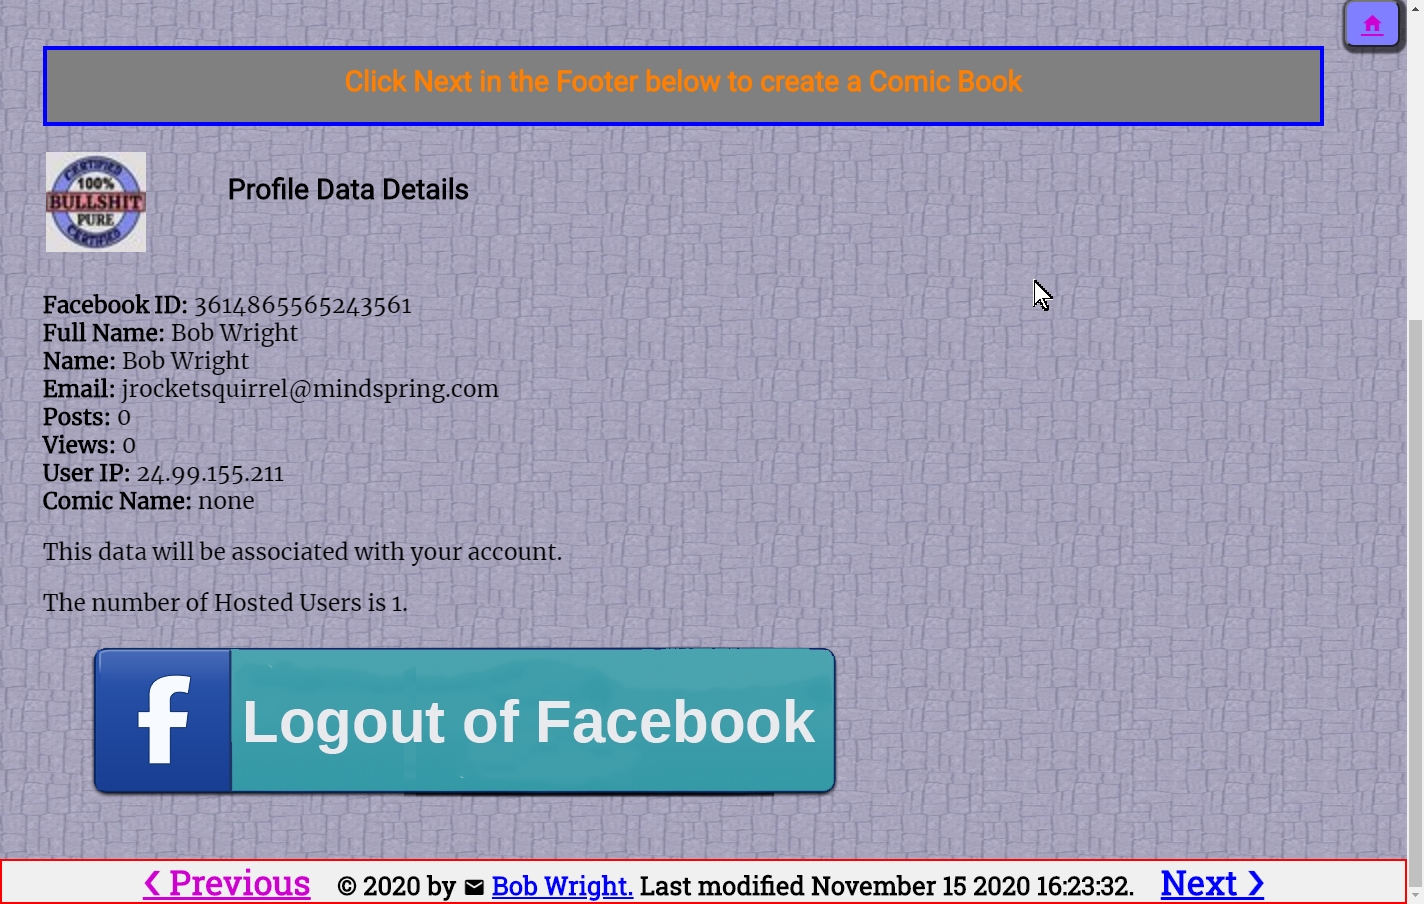 Click Next in the Footer below to create a Comic Book
CERTIFIED
100%
BULLSHIT
PURE
CERTIFIED
Profile Data Details
Facebook ID: 3614865565243561
Full Name: Bob Wright
Name: Bob Wright
Email: jrocketsquirrel@mindspring.com
Posts: 0
Views: 0
User IP: 24.99.155.211
Comic Name: none
This data will be associated with your account.
The number of Hosted Users is 1.
f Logout of Facebook
❮ Previous © 2020 by Bob Wright. Last modified November 15 2020 16:23:32. Next ❯